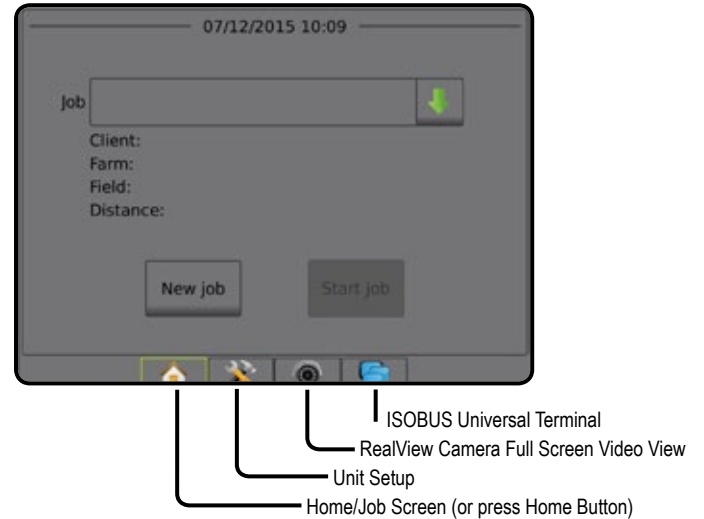 07/12/2015 10:09
Job
Client:
Farm:
Field:
Distance:
New job
Start job
ISOBUS Universal Terminal
RealView Camera Full Screen Video View
Unit Setup
Home/Job Screen (or press Home Button)